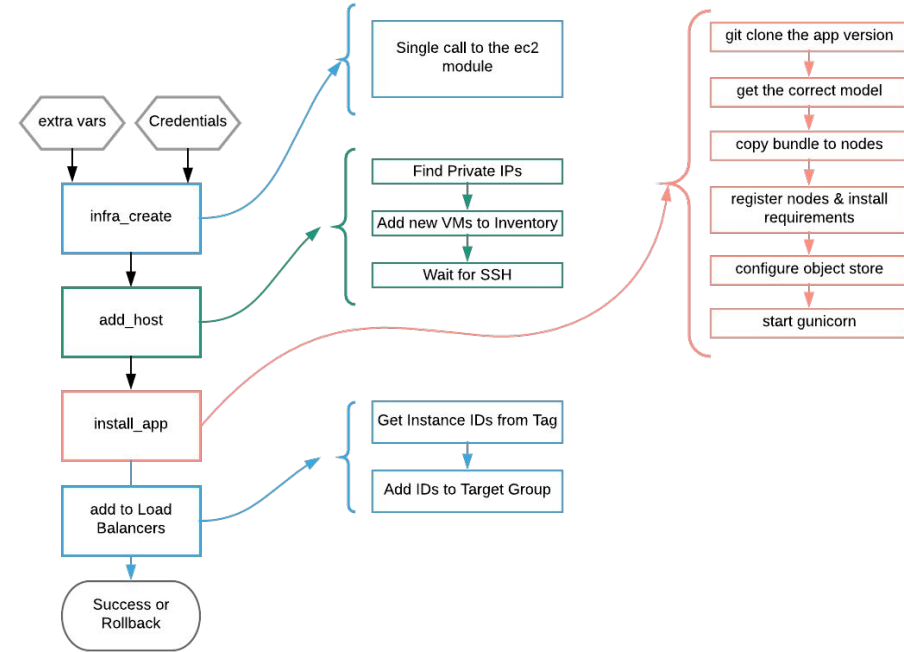 extra vars
Credentials
infra_create
add_host
install_app
add to Load
Balancers
Success or
Rollback
Single call to the ec2
module
Find Private IPs
Add new VMs to Inventory
Wait for SSH
Get Instance IDs from Tag
Add IDs to Target Group
git clone the app version
get the correct model
copy bundle to nodes
register nodes & install
requirements
configure object store
start gunicorn